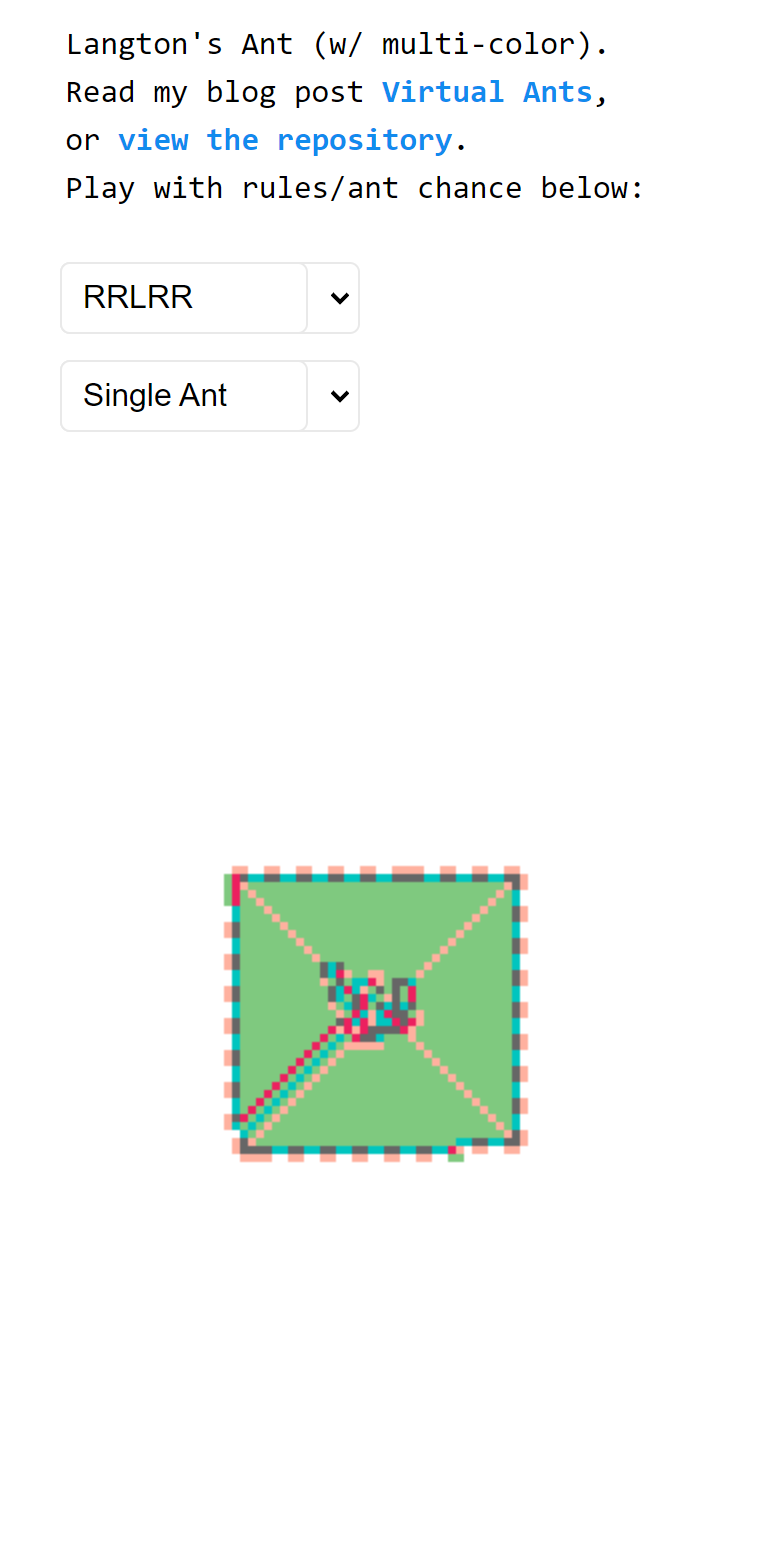 Langton's Ant (w/ multi-color).
Read my blog post Virtual Ants,
or view the repository.
Play with rules/ant chance below:
RRLRR
Single Ant